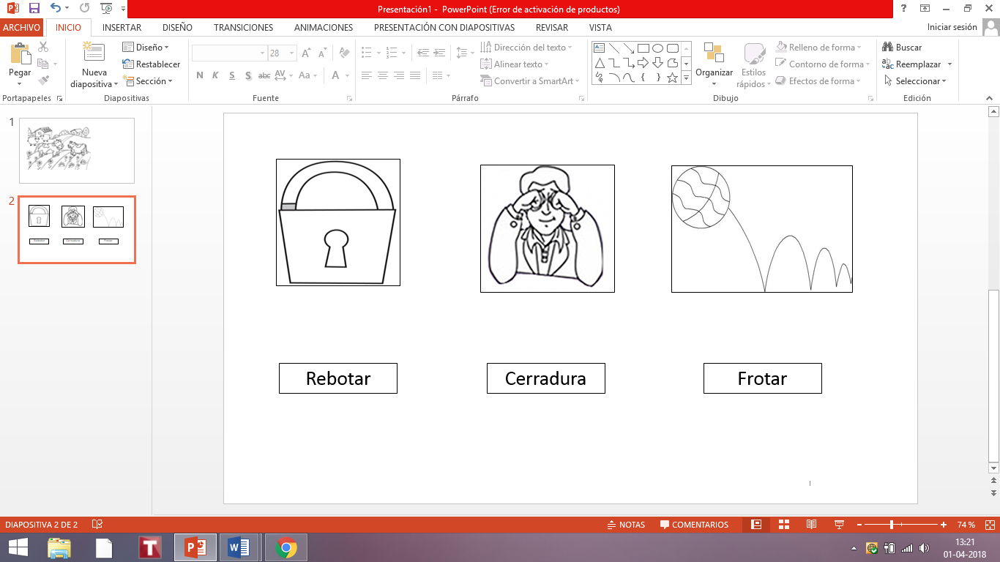 Presentación1 - PowerPoint (Error de activación de productos)
ARCHIVO INICIO INSERTAR DISEÑO TRANSICIONES ANIMACIONES PRESENTACIÓN CON DIAPOSITIVAS REVISAR VISTA Iniciar sesión
Pegar
Portapapeles
Nueva diapositiva
Diseño
Restablecer
Sección
Diapositivas
28
N K S S abc AV Aa A
Fuente
Dirección del texto
Alinear texto
Convertir a SmartArt
Párrafo
Organizar
Estilos rápidos
Relleno de forma
Contorno de forma
Efectos de forma
Dibujo
Buscar
Reemplazar
Seleccionar
Edición
1
2
Rebotar Cerradura Frotar
Rebotar Cerradura Frotar
DIAPOSITIVA 2 DE 2 NOTAS COMENTARIOS 74 %
13:21
01-04-2018